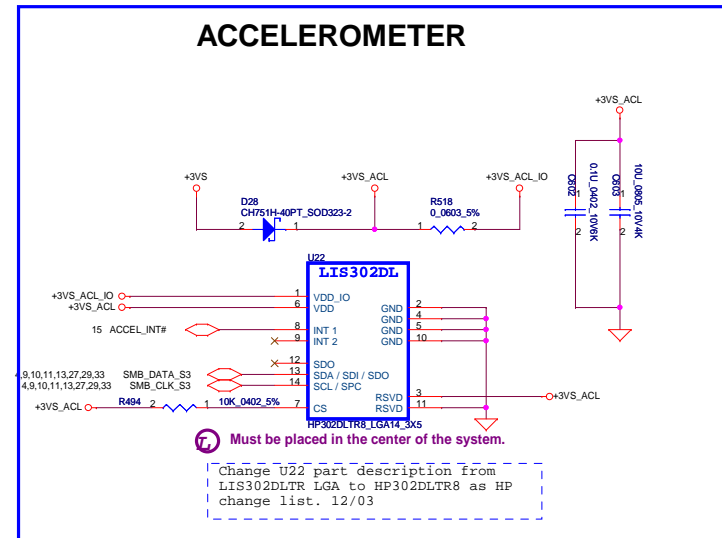 ACCELEROMETER
+3VS_ACL
+3VS
+3VS_ACL
+3VS_ACL_IO
D28
CH751H-40PT_SOD323-2
2
1
R518
0_0603_5%
1
2
C602
0.1U_0402_10V6K
1
2
C603
10U_0805_10V4K
1
2
U22
LIS302DL
+3VS_ACL_IO
1
VDD_IO
+3VS_ACL
6
VDD
15 ACCEL_INT#
8
INT 1
9
INT 2
12
SDO
4,9,10,11,13,27,29,33
SMB_DATA_S3
13
SDA / SDI / SDO
4,9,10,11,13,27,29,33
SMB_CLK_S3
14
SCL / SPC
+3VS_ACL
R494
2
1
10K_0402_5%
7
CS
GND
2
GND
4
GND
5
GND
10
RSVD
3
+3VS_ACL
RSVD
11
HP302DLTR8_LGA14_3X5
Must be placed in the center of the system.
Change U22 part description from
LIS302DLTR LGA to HP302DLTR8 as HP
change list. 12/03